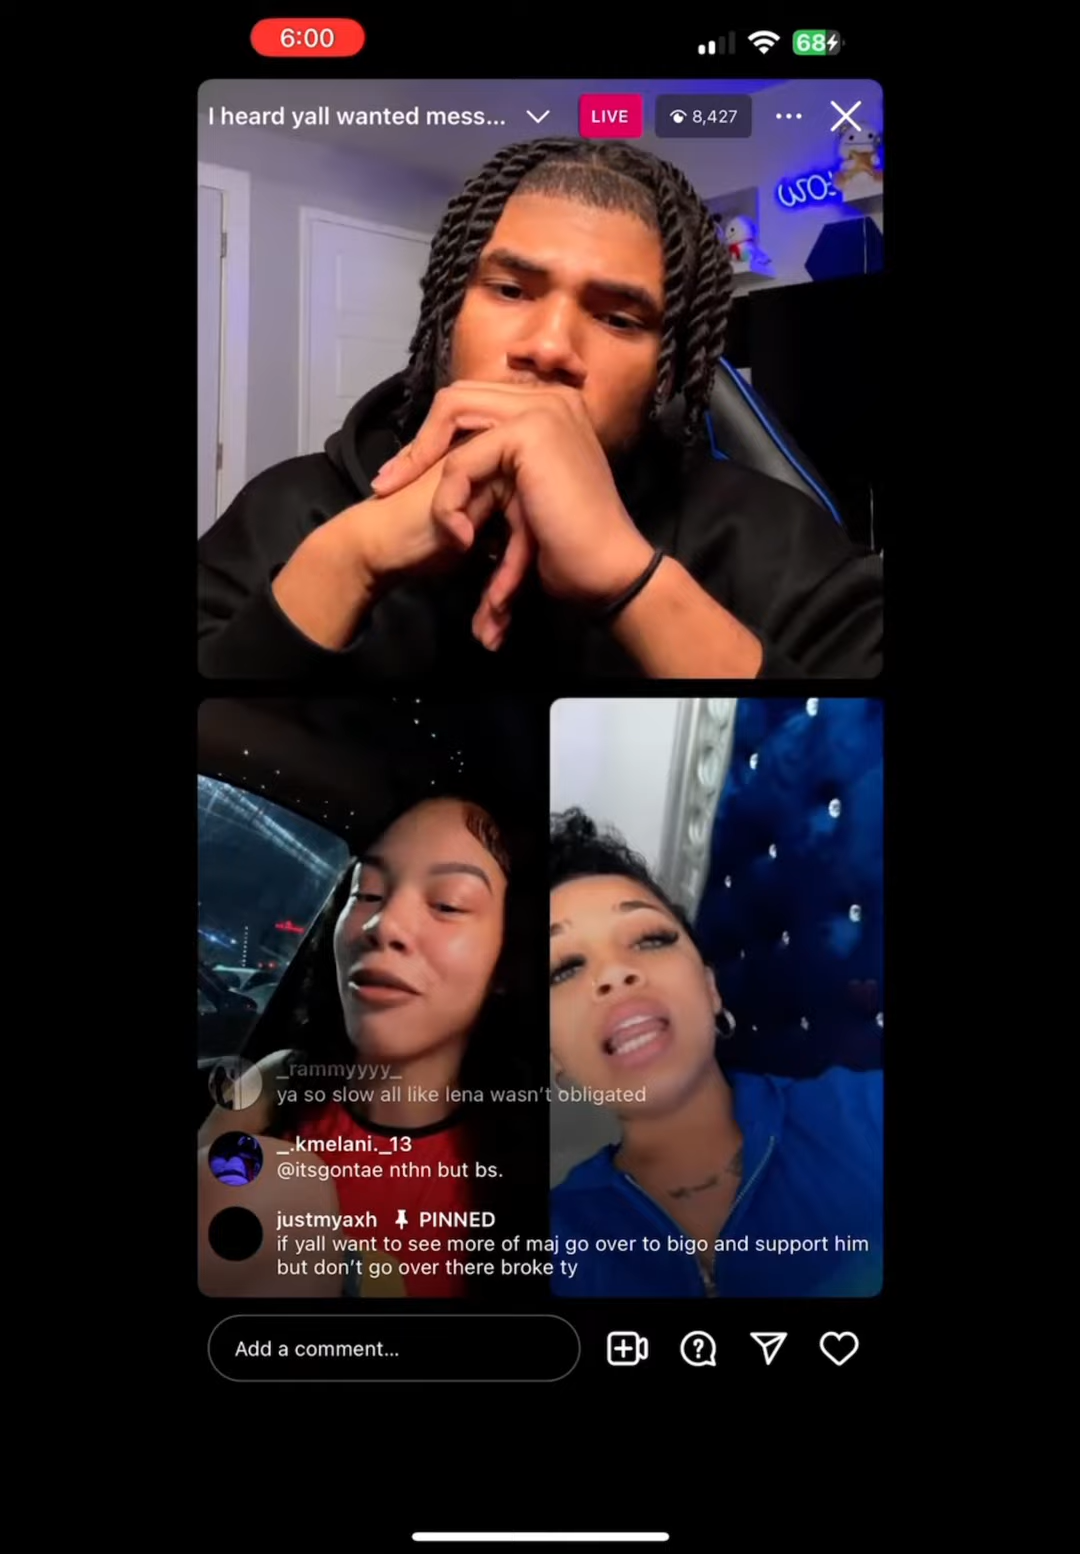 6:00
68
I heard yall wanted mess...
LIVE
8,427
_rammyyyy_
ya so slow all like lena wasn't obligated
_.kmelani._13
@itsgontae nthn but bs.
justmyaxh PINNED
if yall want to see more of maj go over to bigo and support him
but don't go over there broke ty
Add a comment...